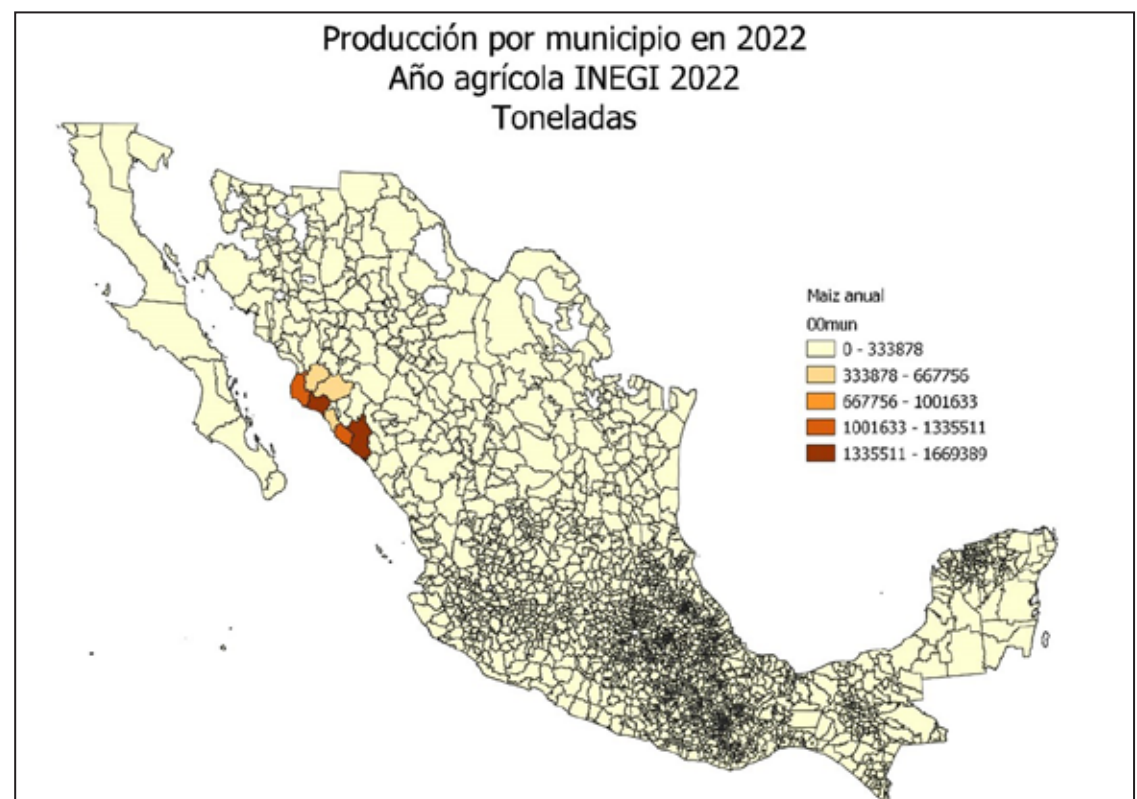 Producción por municipio en 2022
Año agrícola INEGI 2022
Toneladas
Maiz anual
00mun
0 - 333878
333878 - 667756
667756 - 1001633
1001633 - 1335511
1335511 - 1669389